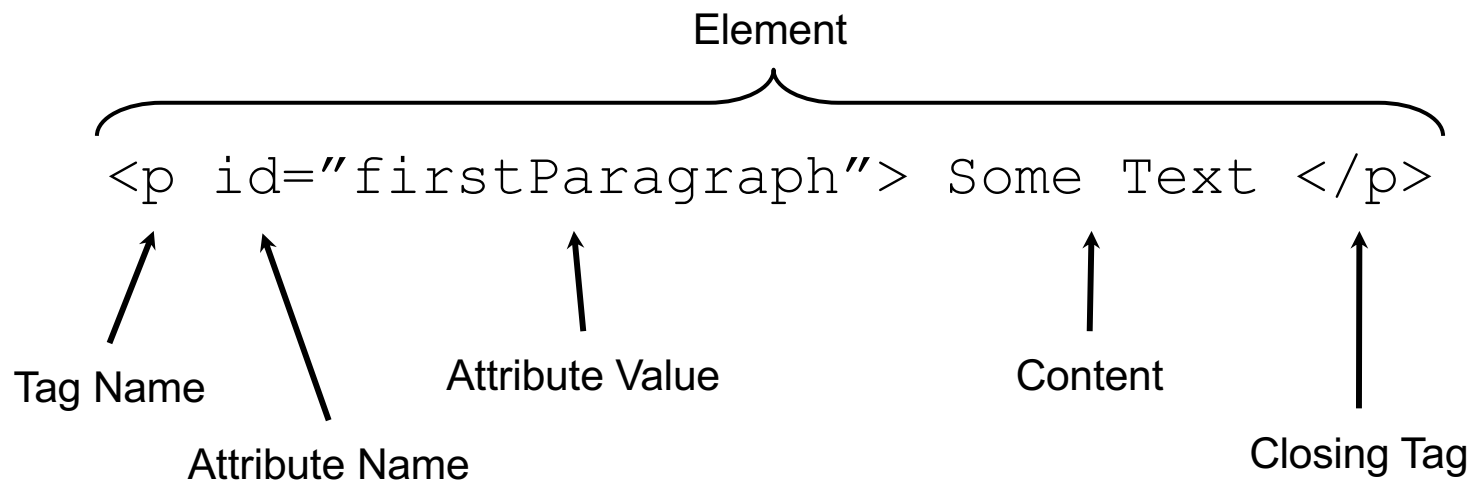 Element
<p id=”firstParagraph”> Some Text </p>
Tag Name
Attribute Value
Content
Attribute Name
Closing Tag